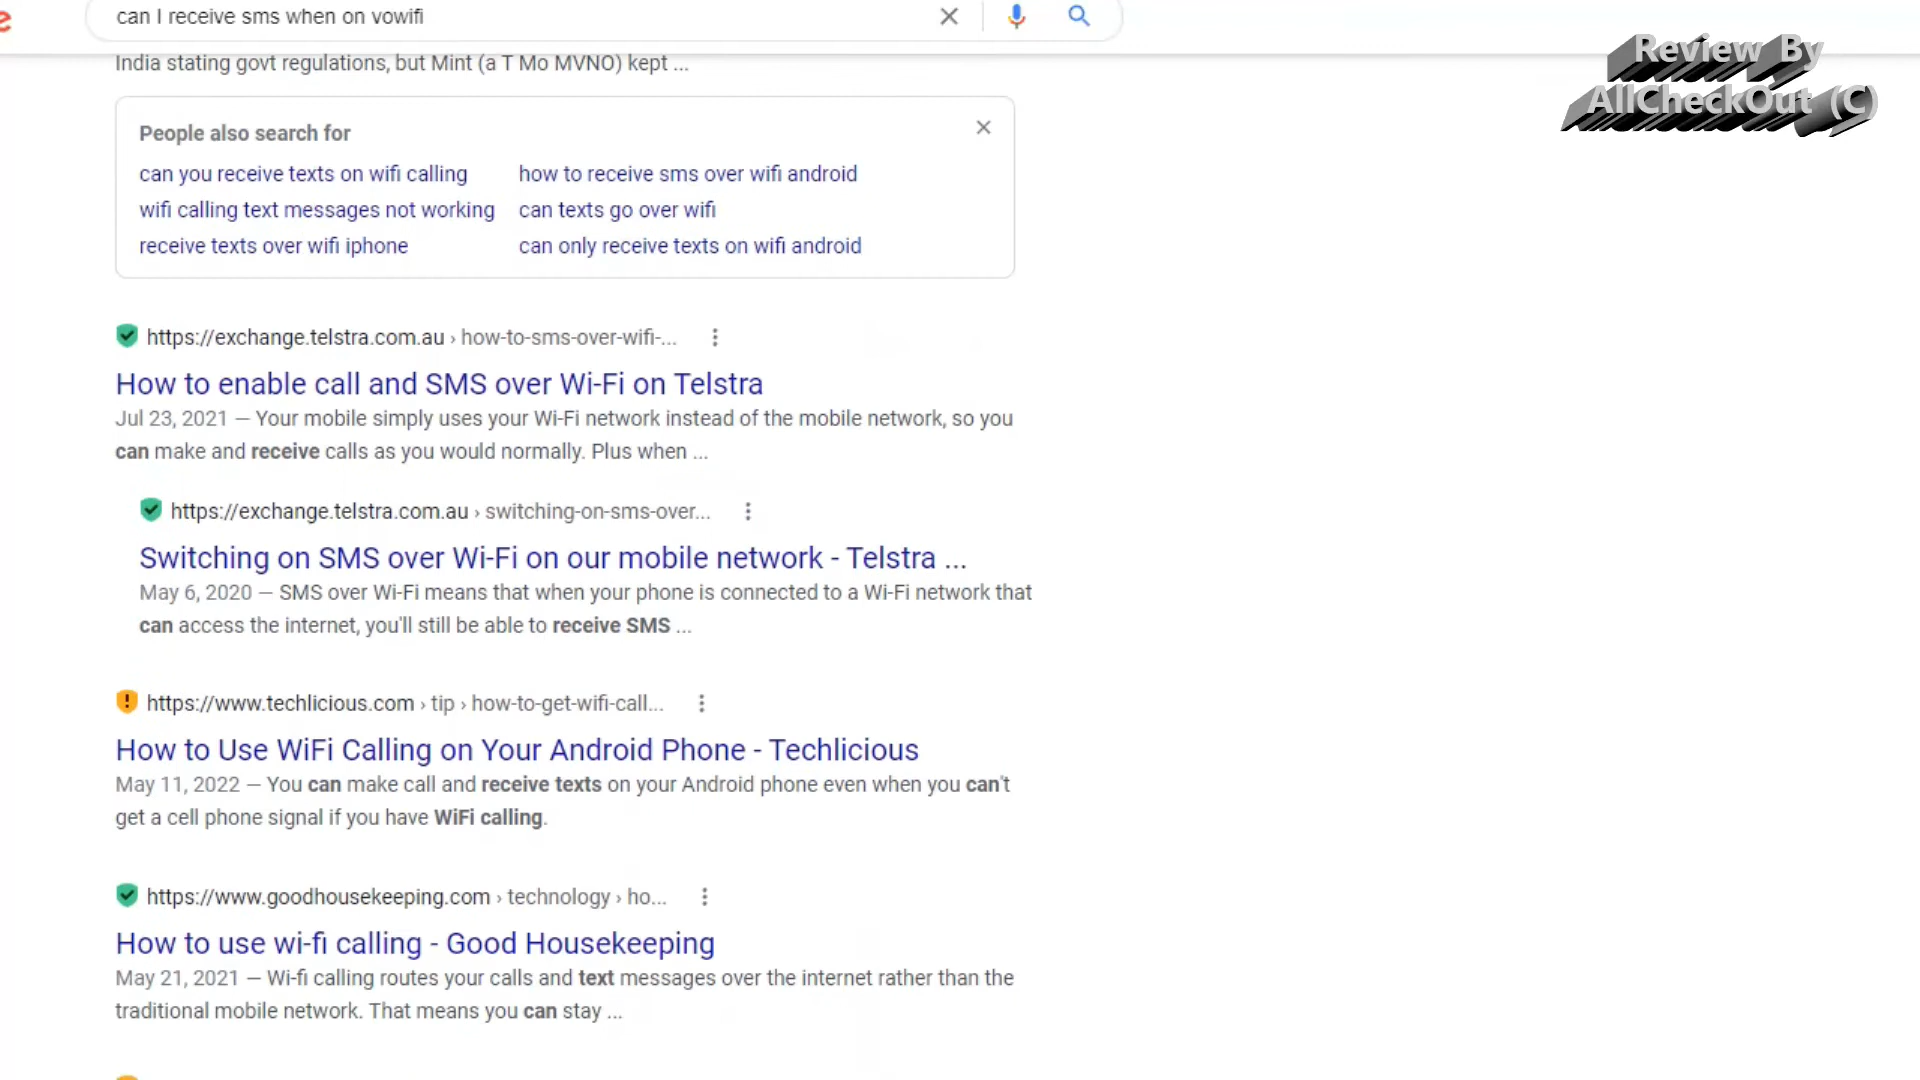 can I receive sms when on vowifi
Review By
AllCheckOut (C)
India stating govt regulations, but Mint (a T Mo MVNO) kept ...
People also search for
can you receive texts on wifi calling
how to receive sms over wifi android
wifi calling text messages not working
can texts go over wifi
receive texts over wifi iphone
can only receive texts on wifi android
https://exchange.telstra.com.au › how-to-sms-over-wifi-...
How to enable call and SMS over Wi-Fi on Telstra
Jul 23, 2021 — Your mobile simply uses your Wi-Fi network instead of the mobile network, so you
can make and receive calls as you would normally. Plus when ...
https://exchange.telstra.com.au › switching-on-sms-over...
Switching on SMS over Wi-Fi on our mobile network - Telstra ...
May 6, 2020 — SMS over Wi-Fi means that when your phone is connected to a Wi-Fi network that
can access the internet, you'll still be able to receive SMS ...
https://www.techlicious.com › tip › how-to-get-wifi-call...
How to Use WiFi Calling on Your Android Phone - Techlicious
May 11, 2022 — You can make call and receive texts on your Android phone even when you can't
get a cell phone signal if you have WiFi calling.
https://www.goodhousekeeping.com › technology › ho...
How to use wi-fi calling - Good Housekeeping
May 21, 2021 — Wi-fi calling routes your calls and text messages over the internet rather than the
traditional mobile network. That means you can stay ...